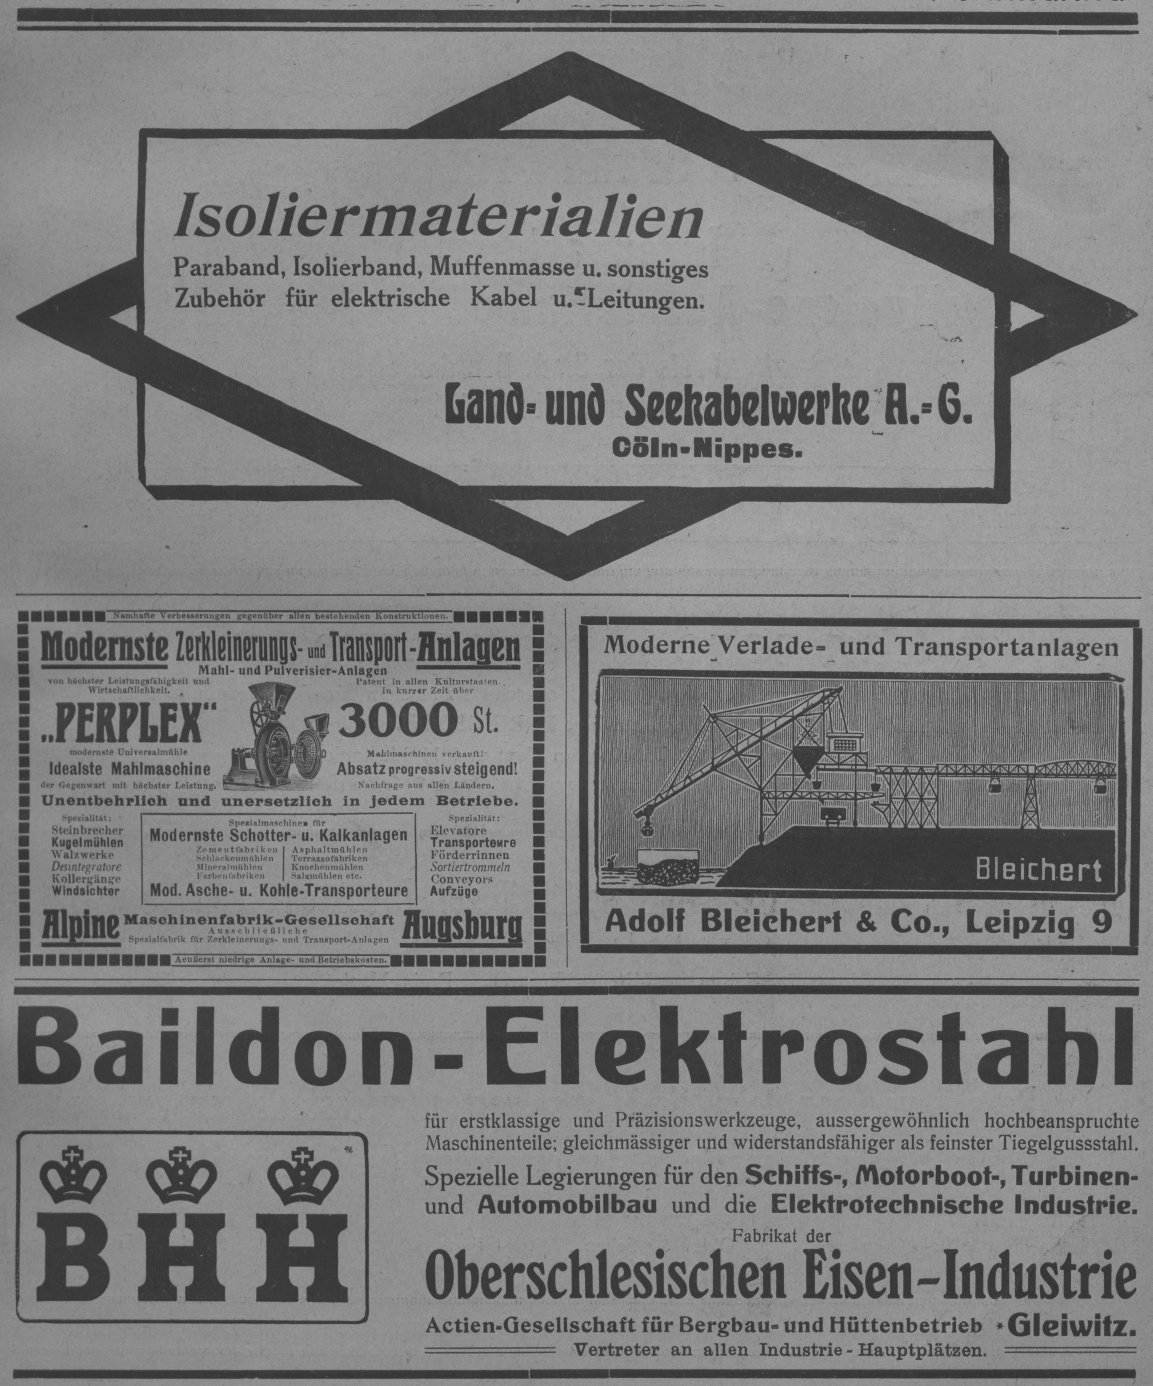 Isoliermaterialien
Paraband, Isolierband, Muffenmasse u. sonstiges
Zubehör für elektrische Kabel u. Leitungen.
Land- und Seekabelwerke A.-G.
Cöln-Nippes.
Namhafte Verbesserungen gegenüber allen bestehenden Konstruktionen.
Modernste Zerkleinerungs- und Transport-Anlagen
Mahl- und Pulverisier-Anlagen
von höchster Leistungsfähigkeit und
Wirtschaftlichkeit.
Patent in allen Kulturstaaten.
In kurzer Zeit über
„PERPLEX“
3000 St.
modernste Universalmühle
Mahlmaschinen verkauft!
Idealste Mahlmaschine
Absatz progressiv steigend!
der Gegenwart mit höchster Leistung.
Nachfrage aus allen Ländern.
Unentbehrlich und unersetzlich in jedem Betriebe.
Spezialität:
Steinbrecher
Kugelmühlen
Walzwerke
Desintegratore
Kollergänge
Windsichter
Spezialmaschinen für
Modernste Schotter- u. Kalkanlagen
Zementfabriken
Schlackenmühlen
Mineralmühlen
Farbenfabriken
Asphaltmühlen
Terrazzofabriken
Knochenmühlen
Salzmühlen etc.
Mod. Asche- u. Kohle-Transporteure
Spezialität:
Elevatore
Transporteure
Förderrinnen
Sortiertrommeln
Conveyors
Aufzüge
Alpine Maschinenfabrik-Gesellschaft Augsburg
Ausschließliche
Spezialfabrik für Zerkleinerungs- und Transport-Anlagen
Aeußerst niedrige Anlage- und Betriebskosten.
Moderne Verlade- und Transportanlagen
Bleichert
Adolf Bleichert & Co., Leipzig 9
Baildon-Elektrostahl
für erstklassige und Präzisionswerkzeuge, aussergewöhnlich hochbeanspruchte
Maschinenteile; gleichmässiger und widerstandsfähiger als feinster Tiegelgussstahl.
Spezielle Legierungen für den Schiffs-, Motorboot-, Turbinen-
und Automobilbau und die Elektrotechnische Industrie.
BHH
Fabrikat der
Oberschlesischen Eisen-Industrie
Actien-Gesellschaft für Bergbau- und Hüttenbetrieb * Gleiwitz.
Vertreter an allen Industrie-Hauptplätzen.